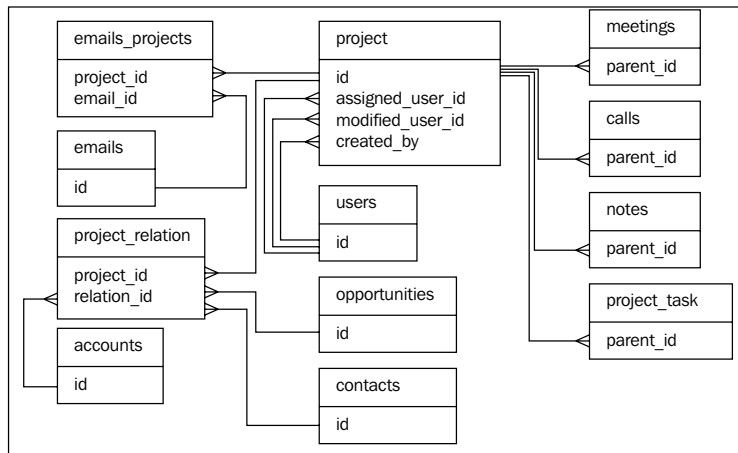 emails_projects
project_id
email_id
emails
id
project_relation
project_id
relation_id
accounts
id
project
id
assigned_user_id
modified_user_id
created_by
users
id
opportunities
id
contacts
id
meetings
parent_id
calls
parent_id
notes
parent_id
project_task
parent_id